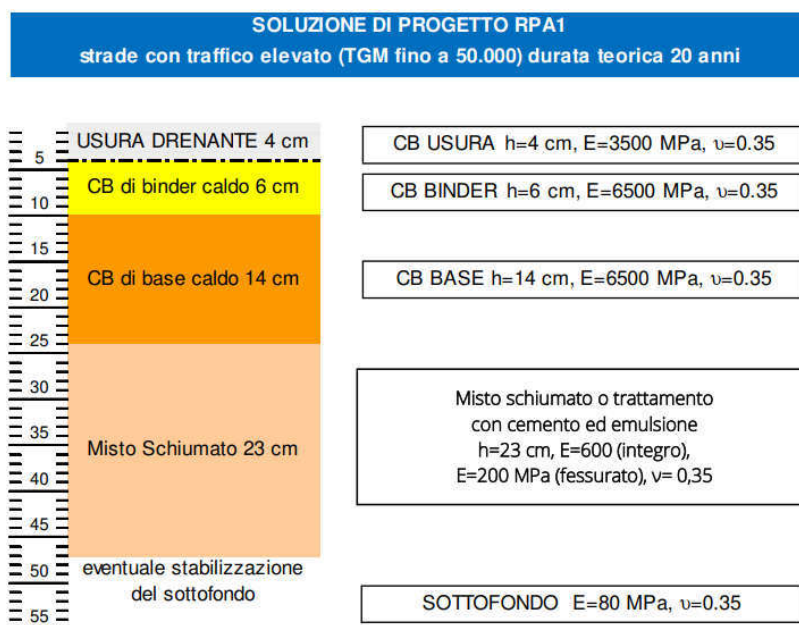 SOLUZIONE DI PROGETTO RPA1
strade con traffico elevato (TGM fino a 50.000) durata teorica 20 anni
USURA DRENANTE 4 cm
CB USURA h=4 cm, E=3500 MPa, υ=0.35
5
CB di binder caldo 6 cm
CB BINDER h=6 cm, E=6500 MPa, υ=0.35
10
15
CB di base caldo 14 cm
CB BASE h=14 cm, E=6500 MPa, υ=0.35
20
25
30
Misto schiumato o trattamento
con cemento ed emulsione
35
Misto Schiumato 23 cm
h=23 cm, E=600 (integro),
E=200 MPa (fessurato), ν= 0,35
40
45
50
eventuale stabilizzazione
del sottofondo
SOTTOFONDO E=80 MPa, υ=0.35
55